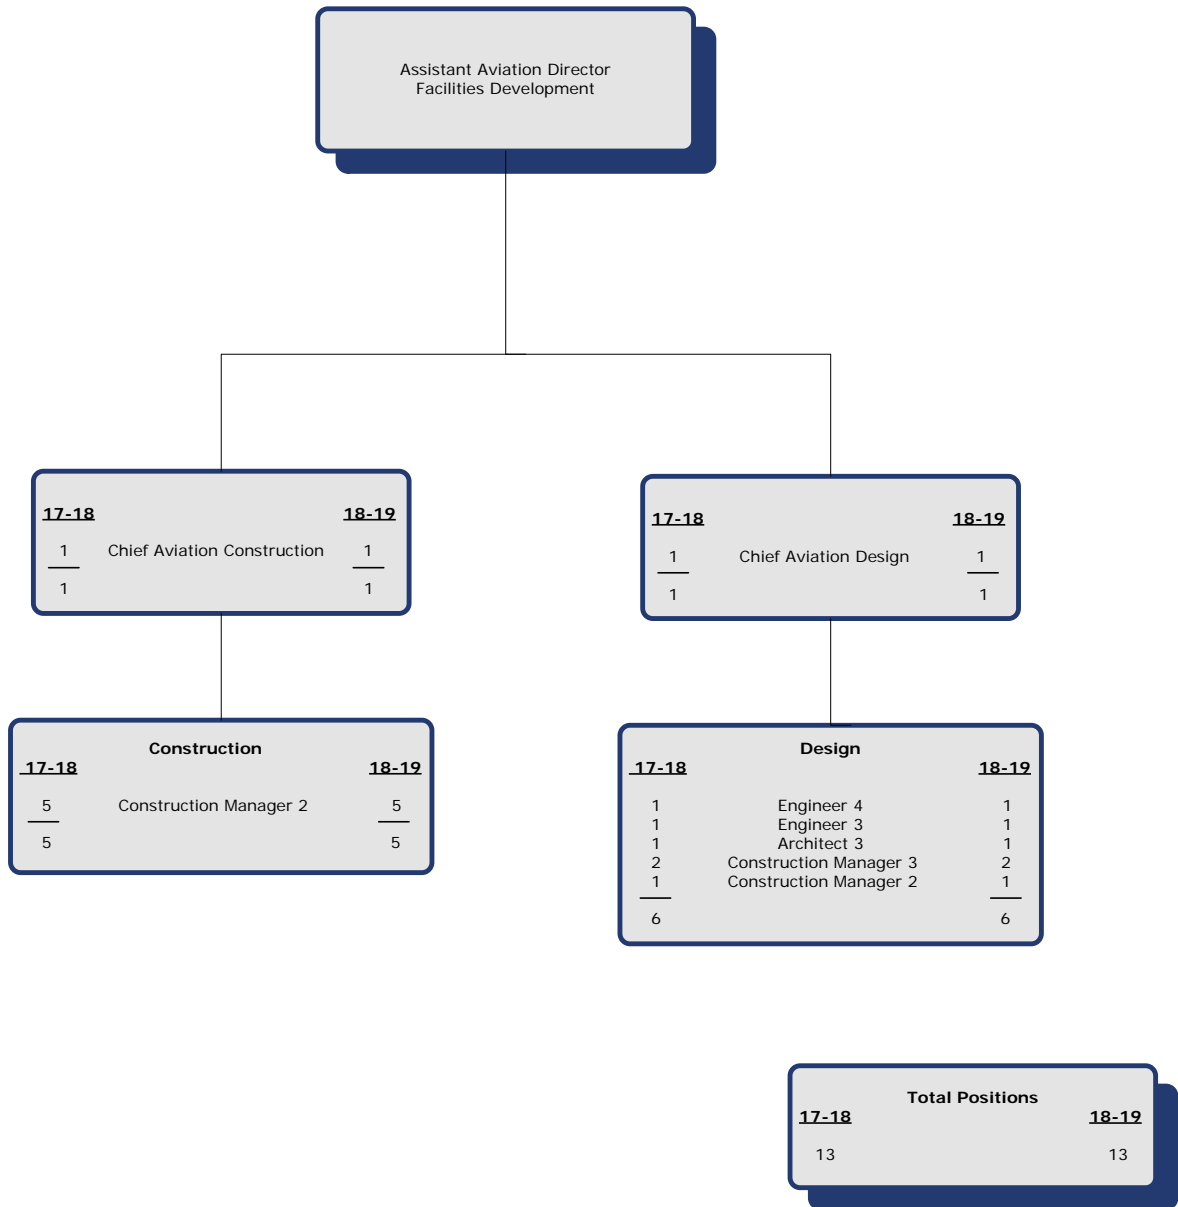 Assistant Aviation Director
Facilities Development
17-18 18-19
1 Chief Aviation Construction 1
1 1
17-18 18-19
1 Chief Aviation Design 1
1 1
Construction
17-18 18-19
5 Construction Manager 2 5
5 5
Design
17-18 18-19
1 Engineer 4 1
1 Engineer 3 1
1 Architect 3 1
2 Construction Manager 3 2
1 Construction Manager 2 1
6 6
Total Positions
17-18 18-19
13 13